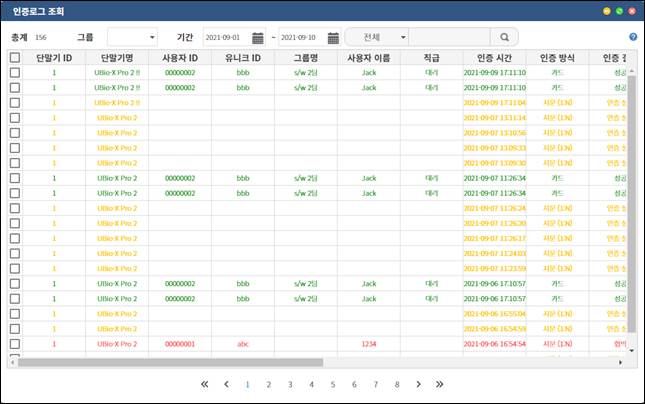 인증로그 조회
총계 156 그룹 기간 2021-09-01 ~ 2021-09-10 전체
단말기 ID 단말기명 사용자 ID 유니크 ID 그룹명 사용자 이름 직급 인증 시간 인증 방식 인증 결
1 UBio-X Pro 2 !! 00000002 bbb s/w 2팀 Jack 대리 2021-09-09 17:11:10 카드 성공
1 UBio-X Pro 2 !! 00000002 bbb s/w 2팀 Jack 대리 2021-09-09 17:11:10 카드 성공
1 UBio-X Pro 2 !! 2021-09-09 17:11:04 지문 (1:N) 인증 실
1 UBio-X Pro 2 2021-09-07 13:11:14 지문 (1:N) 인증 실
1 UBio-X Pro 2 2021-09-07 13:10:56 지문 (1:N) 인증 실
1 UBio-X Pro 2 2021-09-07 13:09:33 지문 (1:N) 인증 실
1 UBio-X Pro 2 2021-09-07 13:09:30 지문 (1:N) 인증 실
1 UBio-X Pro 2 00000002 bbb s/w 2팀 Jack 대리 2021-09-07 11:26:34 카드 성공
1 UBio-X Pro 2 00000002 bbb s/w 2팀 Jack 대리 2021-09-07 11:26:34 카드 성공
1 UBio-X Pro 2 2021-09-07 11:26:24 지문 (1:N) 인증 실
1 UBio-X Pro 2 2021-09-07 11:26:20 지문 (1:N) 인증 실
1 UBio-X Pro 2 2021-09-07 11:26:17 지문 (1:N) 인증 실
1 UBio-X Pro 2 2021-09-07 11:24:03 지문 (1:N) 인증 실
1 UBio-X Pro 2 2021-09-07 11:23:59 지문 (1:N) 인증 실
1 UBio-X Pro 2 00000002 bbb s/w 2팀 Jack 대리 2021-09-06 17:10:57 카드 성공
1 UBio-X Pro 2 00000002 bbb s/w 2팀 Jack 대리 2021-09-06 17:10:57 카드 성공
1 UBio-X Pro 2 2021-09-06 16:55:04 지문 (1:N) 인증 실
1 UBio-X Pro 2 2021-09-06 16:54:59 지문 (1:N) 인증 실
1 UBio-X Pro 2 00000001 abc 1234 2021-09-06 16:54:54 지문 (1:N) 협박
1 2 3 4 5 6 7 8